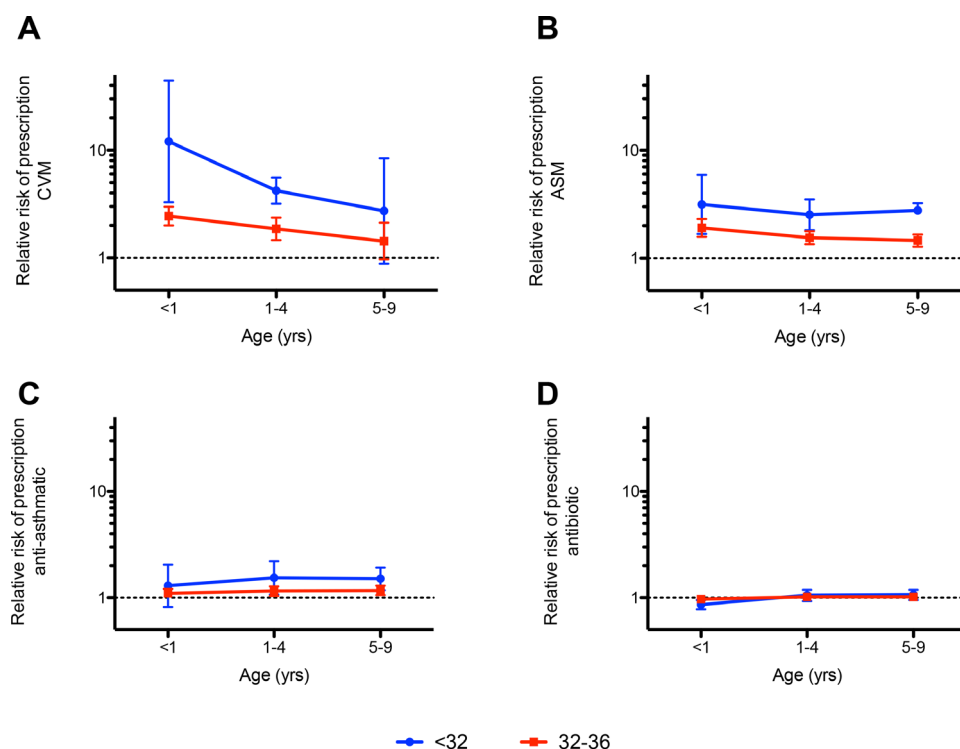 A
Relative risk of prescription
CVM
10
1
<1
1-4
5-9
Age (yrs)
B
Relative risk of prescription
ASM
10
1
<1
1-4
5-9
Age (yrs)
C
Relative risk of prescription
anti-asthmatic
10
1
<1
1-4
5-9
Age (yrs)
D
Relative risk of prescription
antibiotic
10
1
<1
1-4
5-9
Age (yrs)
<32
32-36